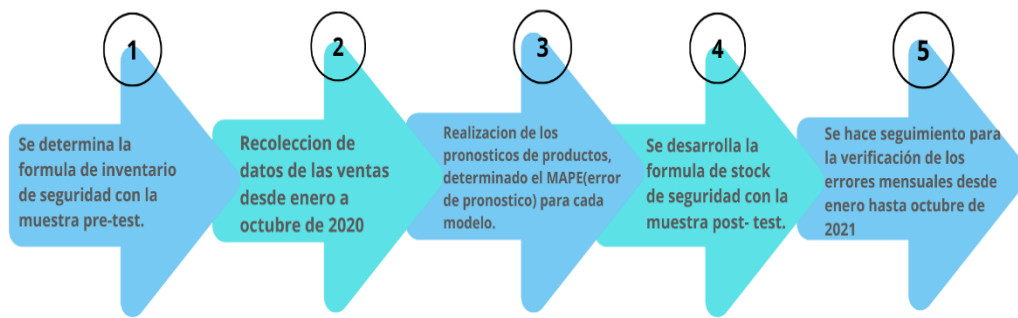 1
Se determina la
formula de inventario
de seguridad con la
muestra pre-test.
2
Recoleccion de
datos de las ventas
desde enero a
octubre de 2020
3
Realizacion de los
pronosticos de productos,
determinado el MAPE(error
de pronostico) para cada
modelo.
4
Se desarrolla la
formula de stock
de seguridad con la
muestra post- test.
5
Se hace seguimiento para
la verificación de los
errores mensuales desde
enero hasta octubre de
2021